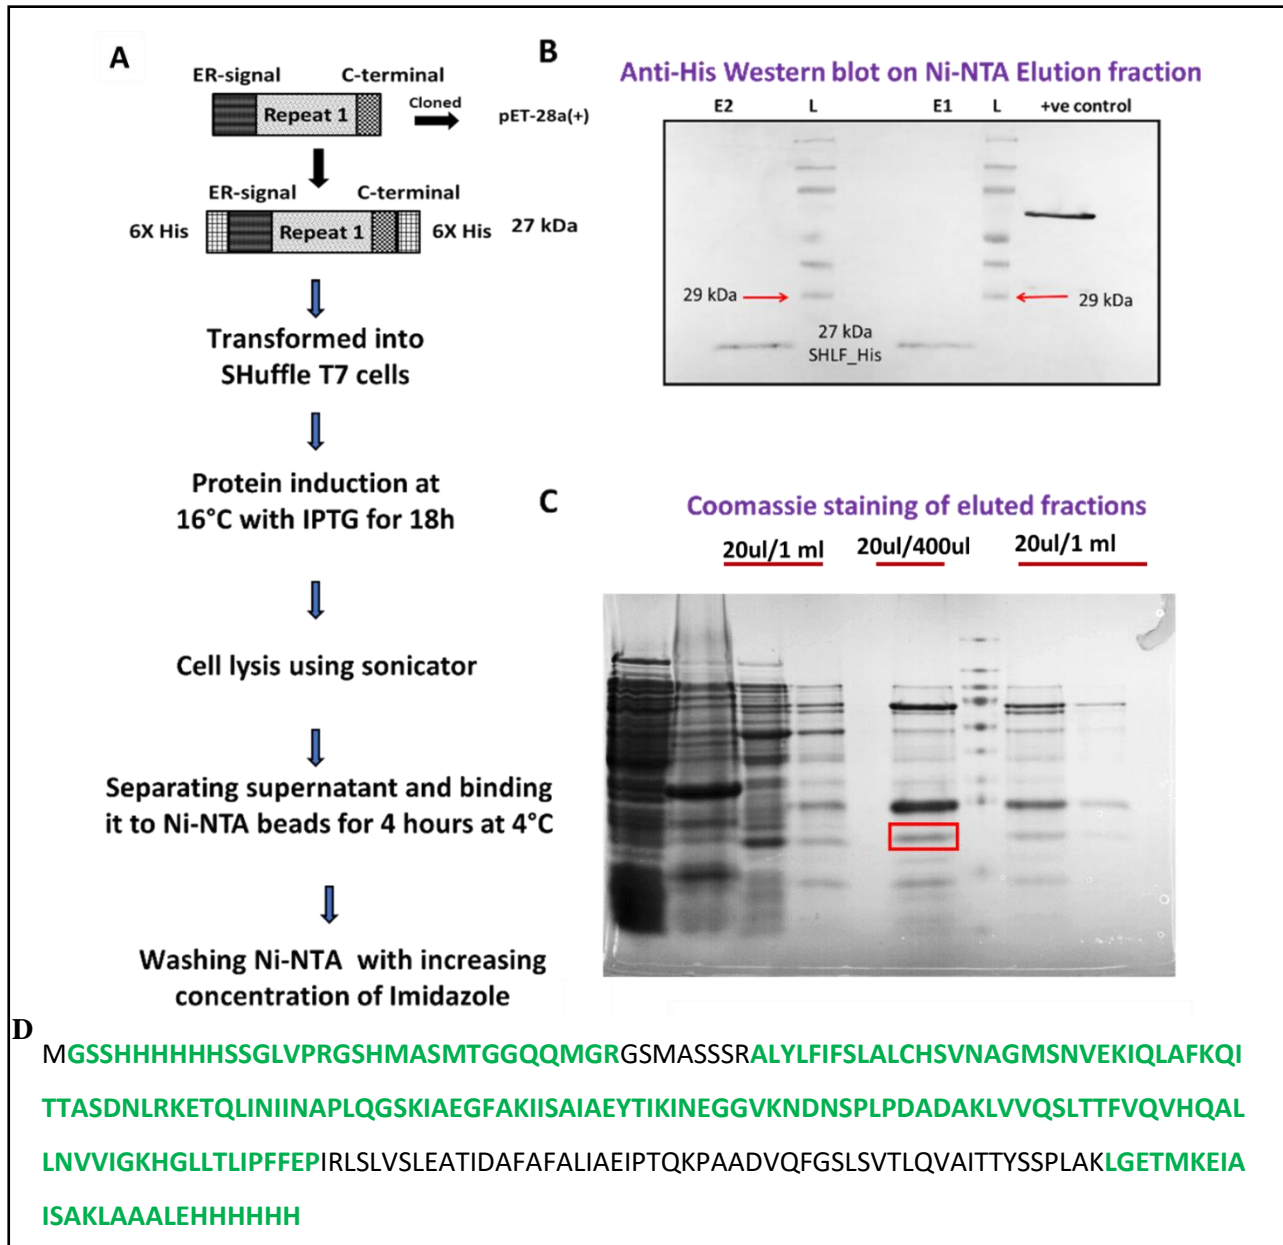 A
ER-signal C-terminal
Repeat 1
Cloned
pET-28a(+)
ER-signal C-terminal
6X His Repeat 1 6X His 27 kDa
Transformed into
SHuffle T7 cells
Protein induction at
16°C with IPTG for 18h
Cell lysis using sonicator
Separating supernatant and binding
it to Ni-NTA beads for 4 hours at 4°C
Washing Ni-NTA with increasing
concentration of Imidazole
B
Anti-His Western blot on Ni-NTA Elution fraction
E2 L E1 L +ve control
29 kDa 29 kDa
27 kDa
SHLF_His
C
Coomassie staining of eluted fractions
20ul/1 ml 20ul/400ul 20ul/1 ml
D
MGSSHHHHHHSSGLVPRGSHMASMTGGQQMGRGSMASSSRALYLFIFSLALCHSVNAGMSNVEKIQLAFKQI
TTASDNLRKETQLINIINAPLQGSKIAEGFAKIISAIAEYTIKINEGGVKNDNSPLPDADAKLVVQSLTTFVQVHQAL
LNVVIGKHGLLTLIPFFEPIRLSLVSLEATIDAFAFALIAEIPTQKPAADVQFGSLSVTLQVAITTYSSPLAKLGETMKEIA
ISAKLAAALEHHHHHH